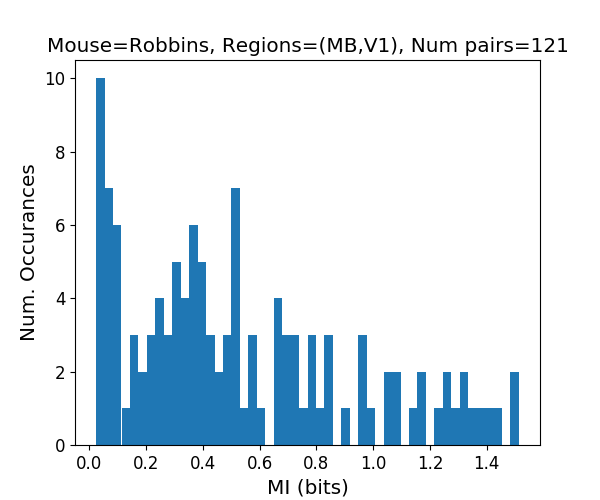 Mouse=Robbins, Regions=(MB,V1), Num pairs=121
Num. Occurances
10
8
6
4
2
0
0.0 0.2 0.4 0.6 0.8 1.0 1.2 1.4
MI (bits)